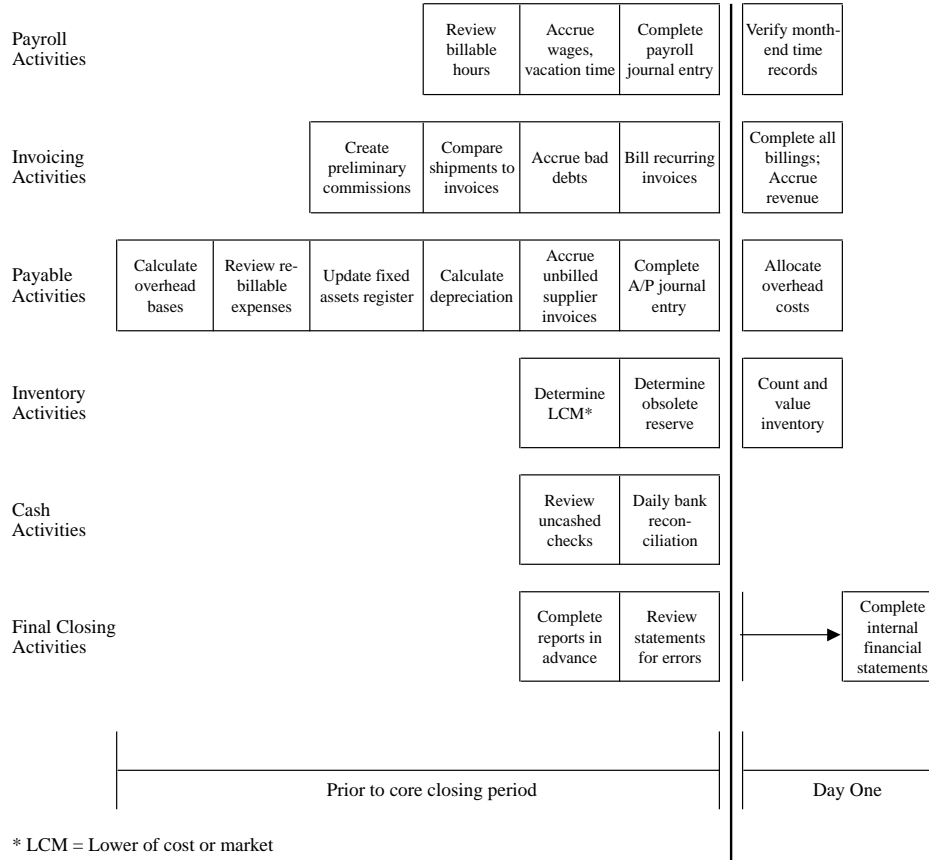 Payroll
Activities
Review
billable
hours
Accrue
wages,
vacation time
Complete
payroll
journal entry
Verify month-
end time
records
Invoicing
Activities
Create
preliminary
commissions
Compare
shipments to
invoices
Accrue bad
debts
Bill recurring
invoices
Complete all
billings;
Accrue
revenue
Payable
Activities
Calculate
overhead
bases
Review re-
billable
expenses
Update fixed
assets register
Calculate
depreciation
Accrue
unbilled
supplier
invoices
Complete
A/P journal
entry
Allocate
overhead
costs
Inventory
Activities
Determine
LCM*
Determine
obsolete
reserve
Count and
value
inventory
Cash
Activities
Review
uncashed
checks
Daily bank
recon-
ciliation
Final Closing
Activities
Complete
reports in
advance
Review
statements
for errors
Complete
internal
financial
statements
Prior to core closing period
Day One
* LCM = Lower of cost or market